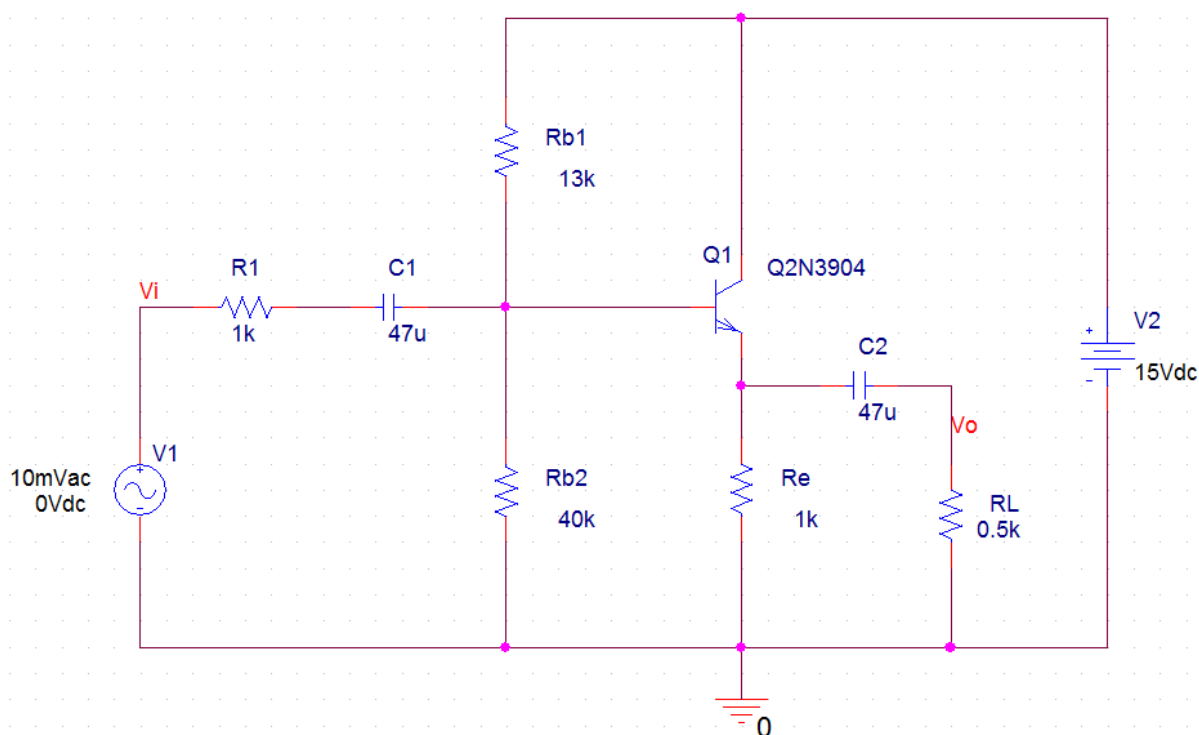 Rb1
13k
Q1
Q2N3904
R1
C1
Vi
1k
47u
V2
15Vdc
C2
47u
Vo
V1
10mVac
0Vdc
Rb2
40k
Re
1k
RL
0.5k
0